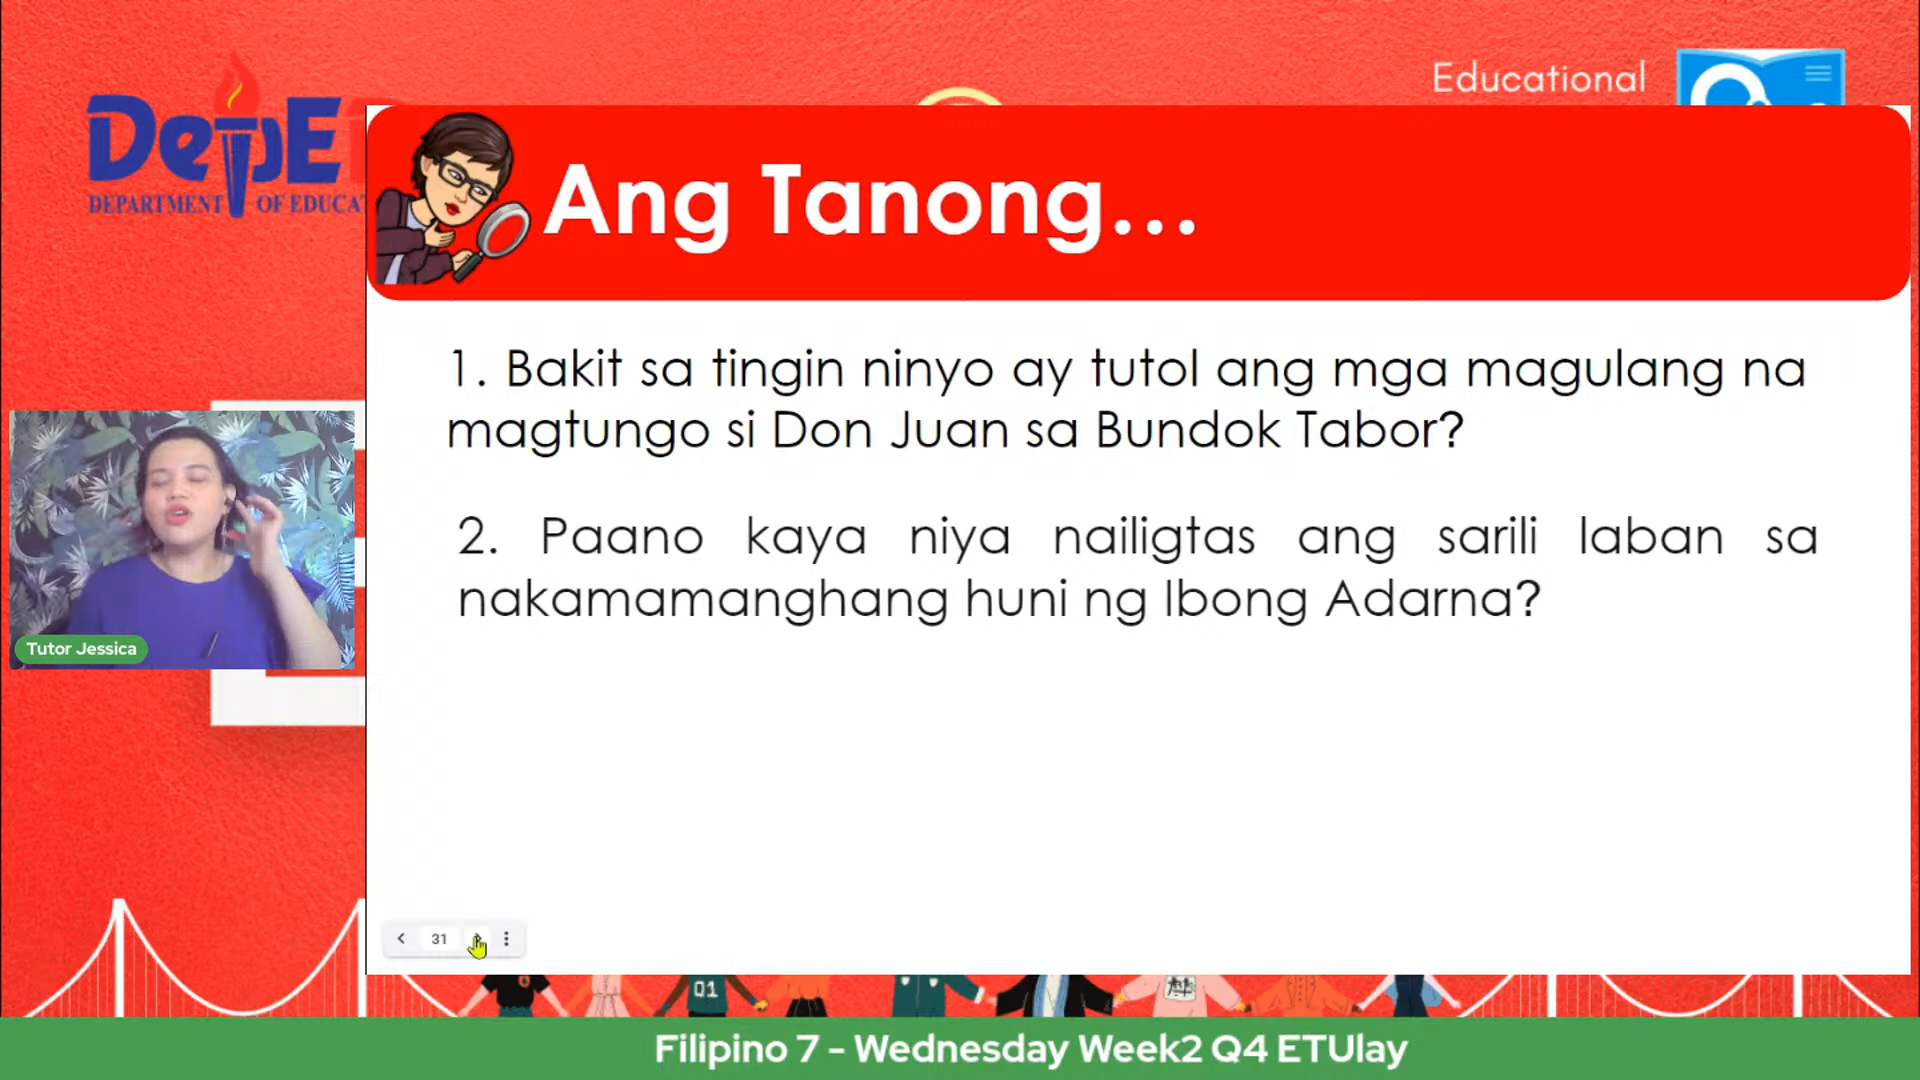 Educational
DepE
DEPARTMENT OF EDUCA
Ang Tanong...
1. Bakit sa tingin ninyo ay tutol ang mga magulang na
magtungo si Don Juan sa Bundok Tabor?
2. Paano kaya niya nailigtas ang sarili laban sa
nakamamanghang huni ng Ibong Adarna?
Tutor Jessica
31
01
Filipino 7 - Wednesday Week2 Q4 ETUlay